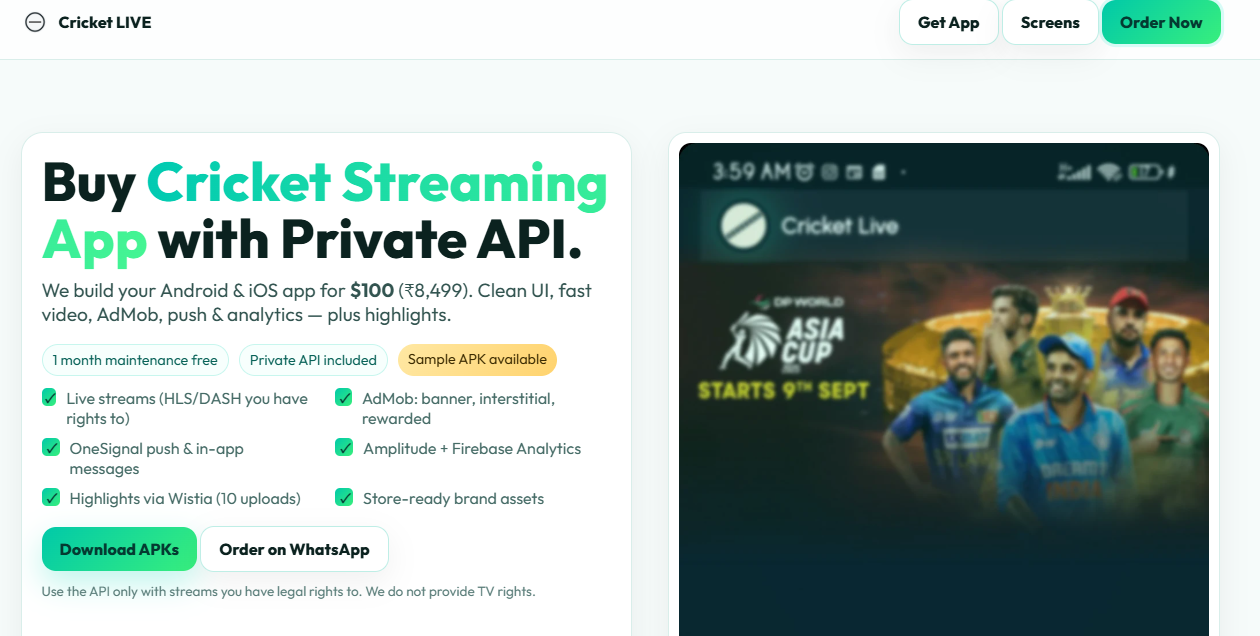 Cricket LIVE
Get App
Screens
Order Now
Buy Cricket Streaming
App with Private API.
We build your Android & iOS app for $100 (₹8,499). Clean UI, fast
video, AdMob, push & analytics — plus highlights.
1 month maintenance free
Private API included
Sample APK available
Live streams (HLS/DASH you have
rights to)
AdMob: banner, interstitial,
rewarded
OneSignal push & in-app
messages
Amplitude + Firebase Analytics
Highlights via Wistia (10 uploads)
Store-ready brand assets
Download APKs
Order on WhatsApp
Use the API only with streams you have legal rights to. We do not provide TV rights.
3:59 AM
Cricket Live
DP WORLD
ASIA
CUP
STARTS 9TH SEPT